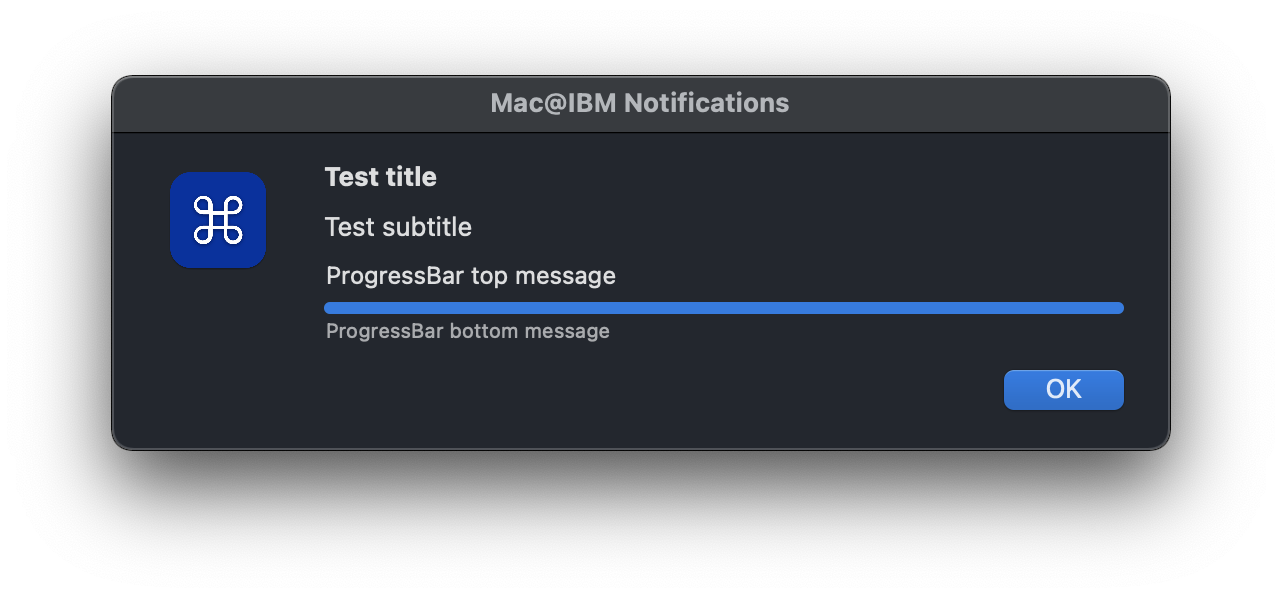 Mac@IBM Notifications
Test title
Test subtitle
ProgressBar top message
ProgressBar bottom message
OK